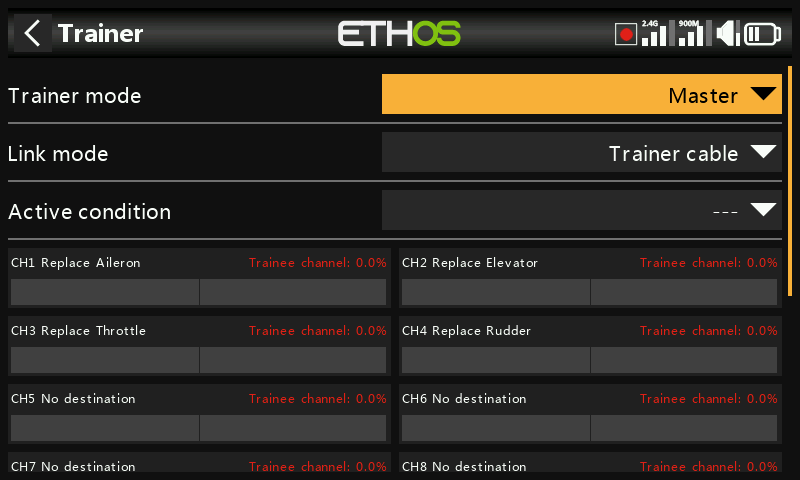 Trainer
ETHOS
2.4G
900M
Trainer mode
Master
Link mode
Trainer cable
Active condition
---
CH1 Replace Aileron
Trainee channel: 0.0%
CH2 Replace Elevator
Trainee channel: 0.0%
CH3 Replace Throttle
Trainee channel: 0.0%
CH4 Replace Rudder
Trainee channel: 0.0%
CH5 No destination
Trainee channel: 0.0%
CH6 No destination
Trainee channel: 0.0%
CH7 No destination
Trainee channel: 0.0%
CH8 No destination
Trainee channel: 0.0%